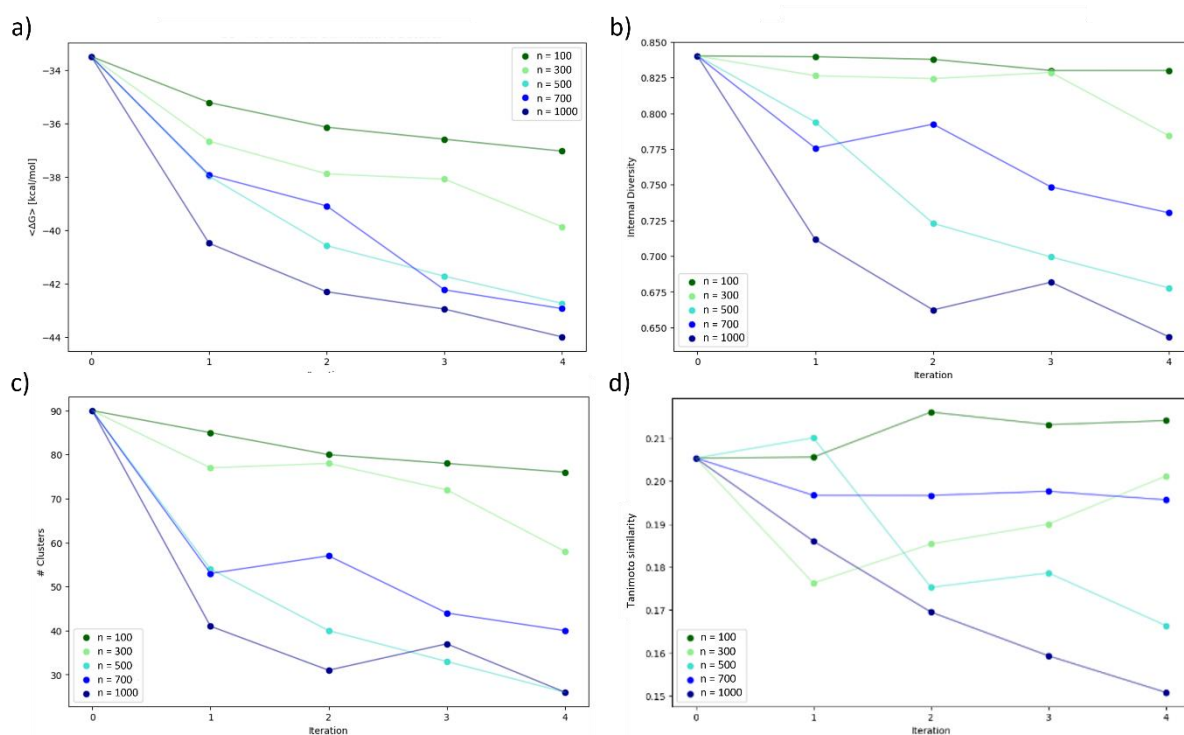 a)
−34
−36
−38
−40
−42
−44
<ΔG> [kcal/mol]
n = 100
n = 300
n = 500
n = 700
n = 1000
0 1 2 3 4
b)
0.850
0.825
0.800
0.775
0.750
0.725
0.700
0.675
0.650
Internal Diversity
n = 100
n = 300
n = 500
n = 700
n = 1000
0 1 2 3 4
Iteration
c)
90
80
70
60
50
40
30
# Clusters
n = 100
n = 300
n = 500
n = 700
n = 1000
0 1 2 3 4
Iteration
d)
0.21
0.20
0.19
0.18
0.17
0.16
0.15
Tanimoto similarity
n = 100
n = 300
n = 500
n = 700
n = 1000
0 1 2 3 4
Iteration